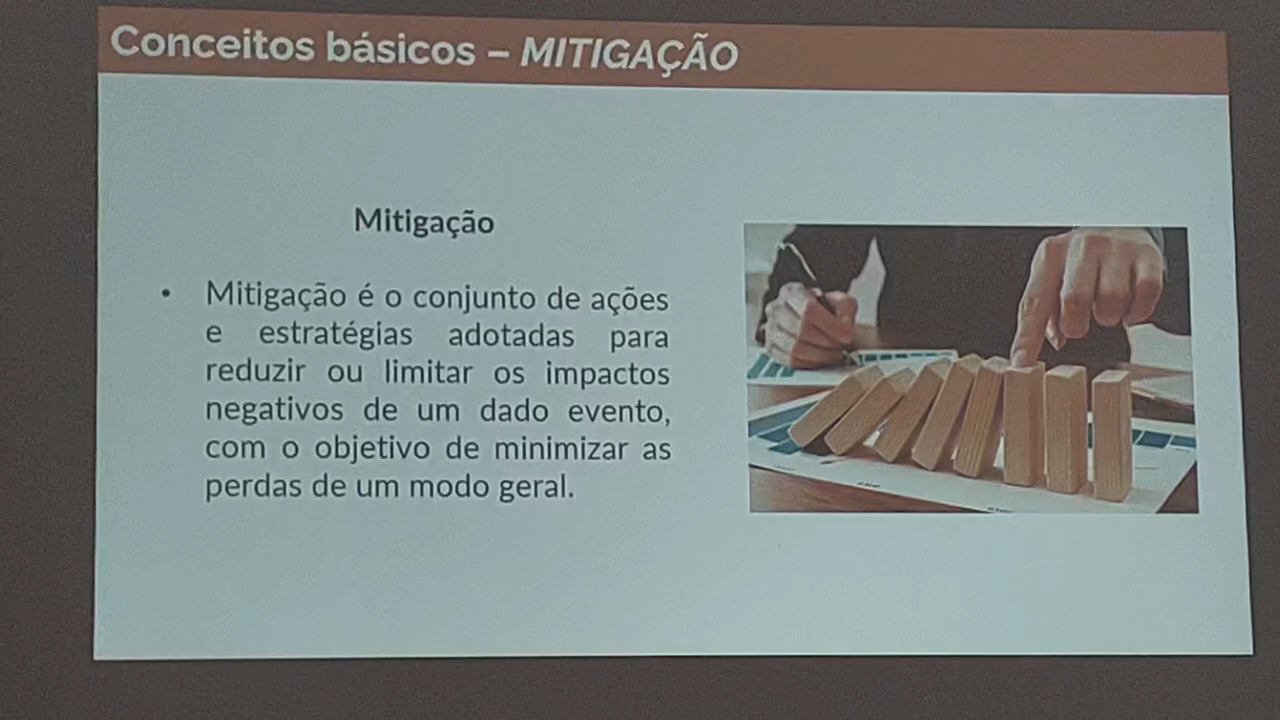 Conceitos básicos – MITIGAÇÃO
Mitigação
• Mitigação é o conjunto de ações
e estratégias adotadas para
reduzir ou limitar os impactos
negativos de um dado evento,
com o objetivo de minimizar as
perdas de um modo geral.